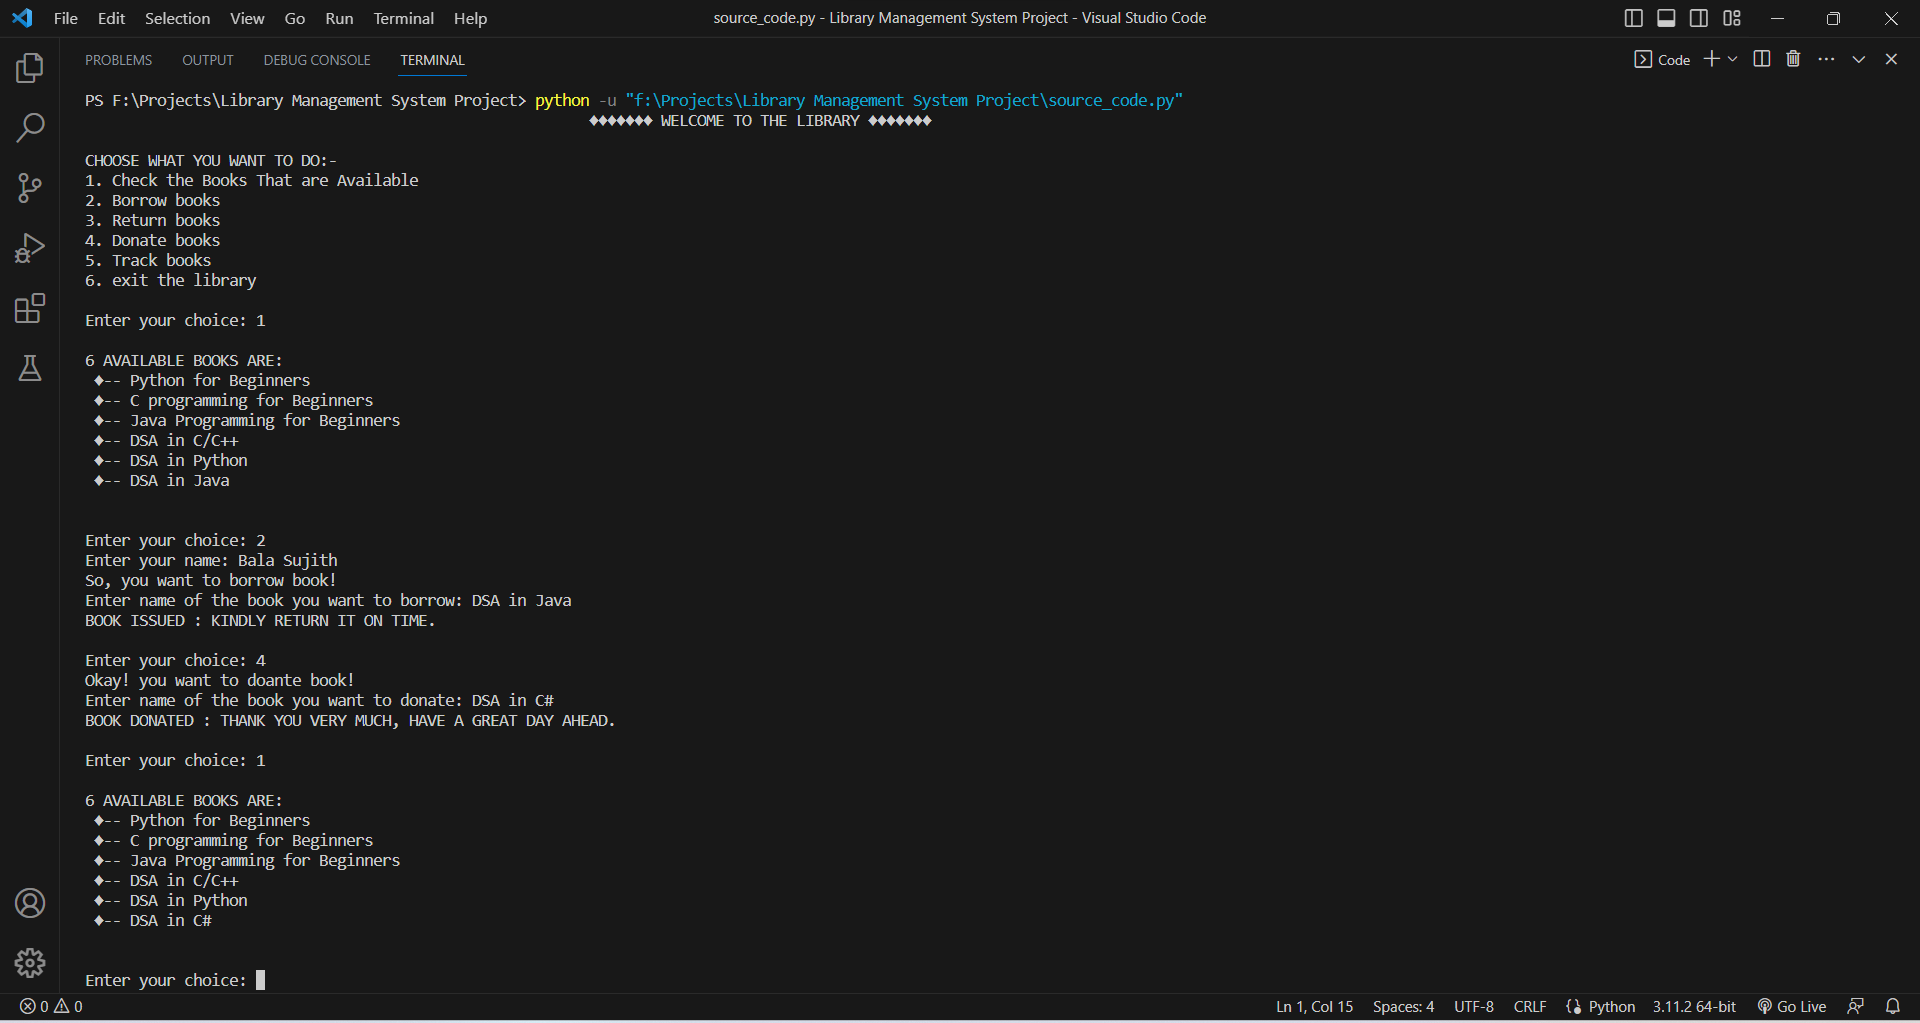 File Edit Selection View Go Run Terminal Help
source_code.py - Library Management System Project - Visual Studio Code
PROBLEMS OUTPUT DEBUG CONSOLE TERMINAL
Code
PS F:\Projects\Library Management System Project> python -u "f:\Projects\Library Management System Project\source_code.py"
♦♦♦♦♦♦♦ WELCOME TO THE LIBRARY ♦♦♦♦♦♦♦
CHOOSE WHAT YOU WANT TO DO:-
1. Check the Books That are Available
2. Borrow books
3. Return books
4. Donate books
5. Track books
6. exit the library
Enter your choice: 1
6 AVAILABLE BOOKS ARE:
♦-- Python for Beginners
♦-- C programming for Beginners
♦-- Java Programming for Beginners
♦-- DSA in C/C++
♦-- DSA in Python
♦-- DSA in Java
Enter your choice: 2
Enter your name: Bala Sujith
So, you want to borrow book!
Enter name of the book you want to borrow: DSA in Java
BOOK ISSUED : KINDLY RETURN IT ON TIME.
Enter your choice: 4
Okay! you want to doante book!
Enter name of the book you want to donate: DSA in C#
BOOK DONATED : THANK YOU VERY MUCH, HAVE A GREAT DAY AHEAD.
Enter your choice: 1
6 AVAILABLE BOOKS ARE:
♦-- Python for Beginners
♦-- C programming for Beginners
♦-- Java Programming for Beginners
♦-- DSA in C/C++
♦-- DSA in Python
♦-- DSA in C#
Enter your choice:
0 0
Ln 1, Col 15 Spaces: 4 UTF-8 CRLF Python 3.11.2 64-bit Go Live